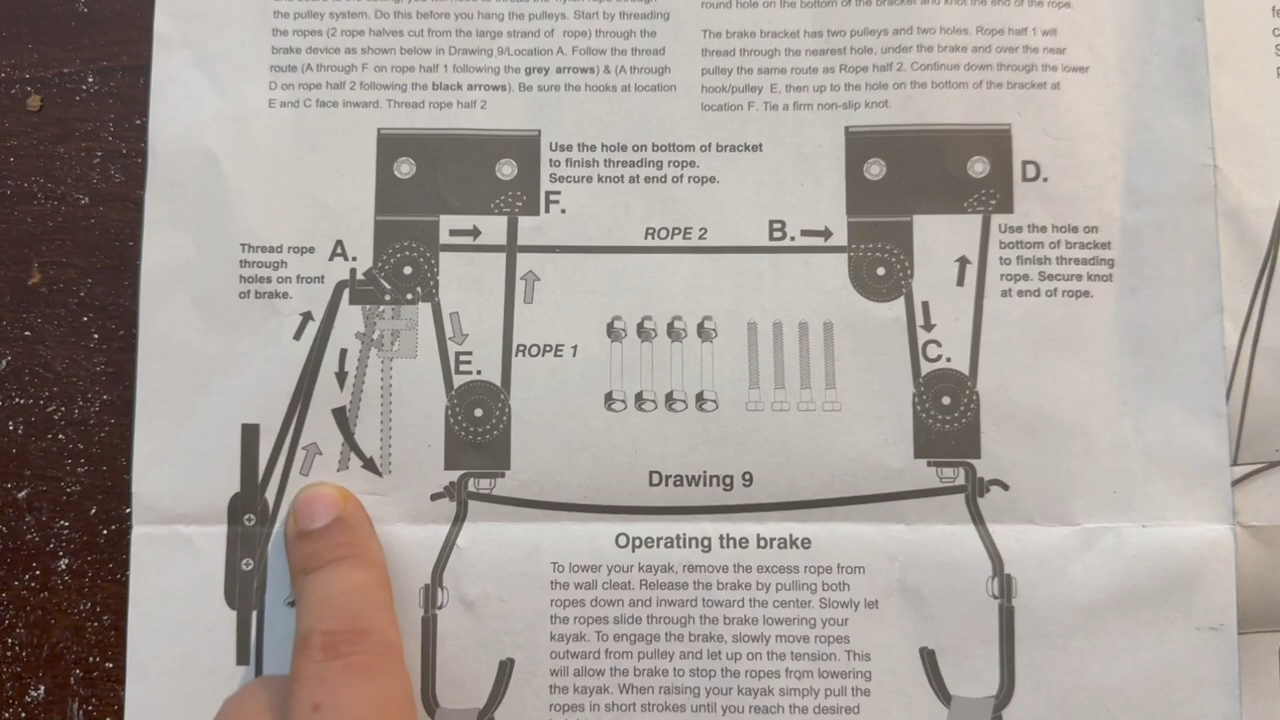 the pulley system. Do this before you hang the pulleys. Start by threading
the ropes (2 rope halves cut from the large strand of rope) through the
brake device as shown below in Drawing 9/Location A. Follow the thread
route (A through F on rope half 1 following the grey arrows) & (A through
D on rope half 2 following the black arrows). Be sure the hooks at location
E and C face inward. Thread rope half 2
round hole on the bottom of the bracket and knot the end of the rope.
The brake bracket has two pulleys and two holes. Rope half 1 will
thread through the nearest hole, under the brake and over the near
pulley the same route as Rope half 2. Continue down through the lower
hook/pulley E, then up to the hole on the bottom of the bracket at
location F. Tie a firm non-slip knot.
Use the hole on bottom of bracket
to finish threading rope.
Secure knot at end of rope.
F.
D.
Thread rope
through
holes on front
of brake.
A.
ROPE 2
B.
Use the hole on
bottom of bracket
to finish threading
rope. Secure knot
at end of rope.
E.
ROPE 1
C.
Drawing 9
Operating the brake
To lower your kayak, remove the excess rope from
the wall cleat. Release the brake by pulling both
ropes down and inward toward the center. Slowly let
the ropes slide through the brake lowering your
kayak. To engage the brake, slowly move ropes
outward from pulley and let up on the tension. This
will allow the brake to stop the ropes from lowering
the kayak. When raising your kayak simply pull the
ropes in short strokes until you reach the desired